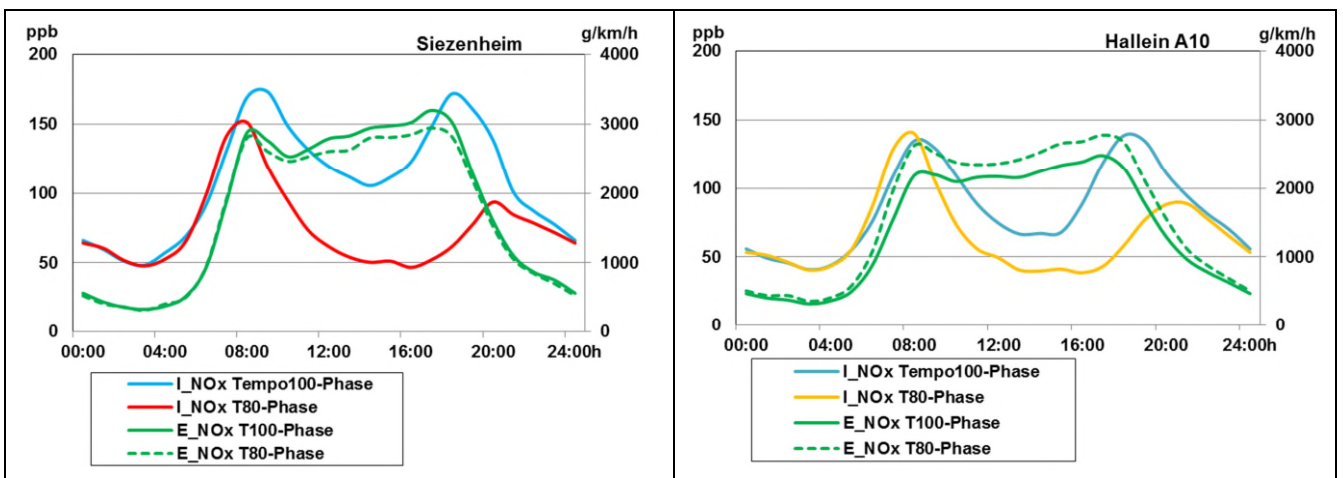 ppb
g/km/h
Siezenheim
200
4000
150
3000
100
2000
50
1000
0
0
00:00 04:00 08:00 12:00 16:00 20:00 24:00h
I_NOx Tempo100-Phase
I_NOx T80-Phase
E_NOx T100-Phase
E_NOx T80-Phase
ppb
g/km/h
Hallein A10
200
4000
150
3000
100
2000
50
1000
0
0
00:00 04:00 08:00 12:00 16:00 20:00 24:00h
I_NOx Tempo100-Phase
I_NOx T80-Phase
E_NOx T100-Phase
E_NOx T80-Phase